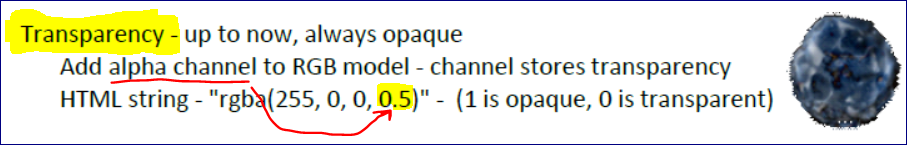 Transparency - up to now, always opaque
Add alpha channel to RGB model - channel stores transparency
HTML string - "rgba(255, 0, 0, 0.5)" - (1 is opaque, 0 is transparent)